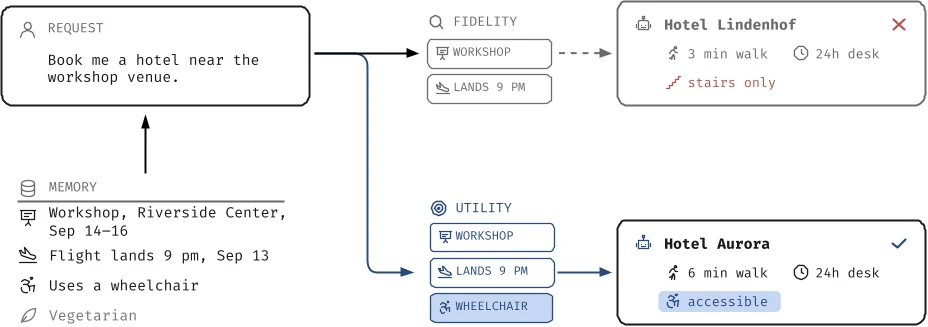 REQUEST
Book me a hotel near the
workshop venue.
MEMORY
Workshop, Riverside Center,
Sep 14–16
Flight lands 9 pm, Sep 13
Uses a wheelchair
Vegetarian
FIDELITY
WORKSHOP
LANDS 9 PM
Hotel Lindenhof
3 min walk 24h desk
stairs only
UTILITY
WORKSHOP
LANDS 9 PM
WHEELCHAIR
Hotel Aurora
6 min walk 24h desk
accessible